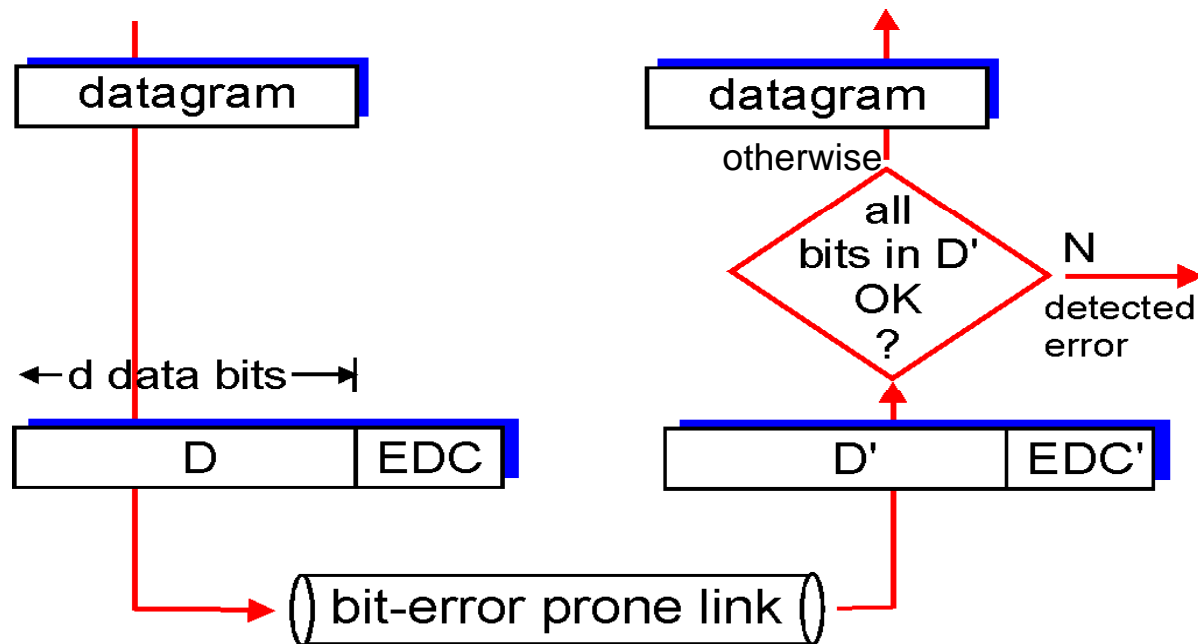 datagram
d data bits
D
EDC
bit-error prone link
datagram
otherwise
all
bits in D'
OK
?
N
detected
error
D'
EDC'